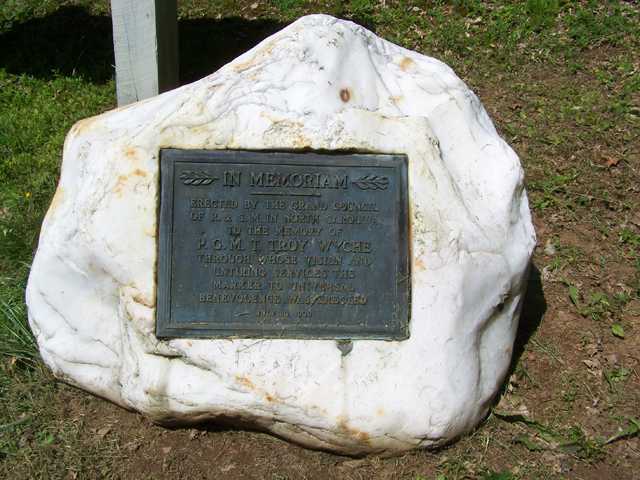 IN MEMORIAM
ERECTED BY THE GRAND COUNCIL
OF R. & S. M. IN NORTH CAROLINA
TO THE MEMORY OF
P. G. M. T. TROY WYCHE
THROUGH WHOSE VISION AND
UNTIRING SERVICES THE
MARKER TO UNIVERSAL
BENEVOLENCE WAS ERECTED
JULY